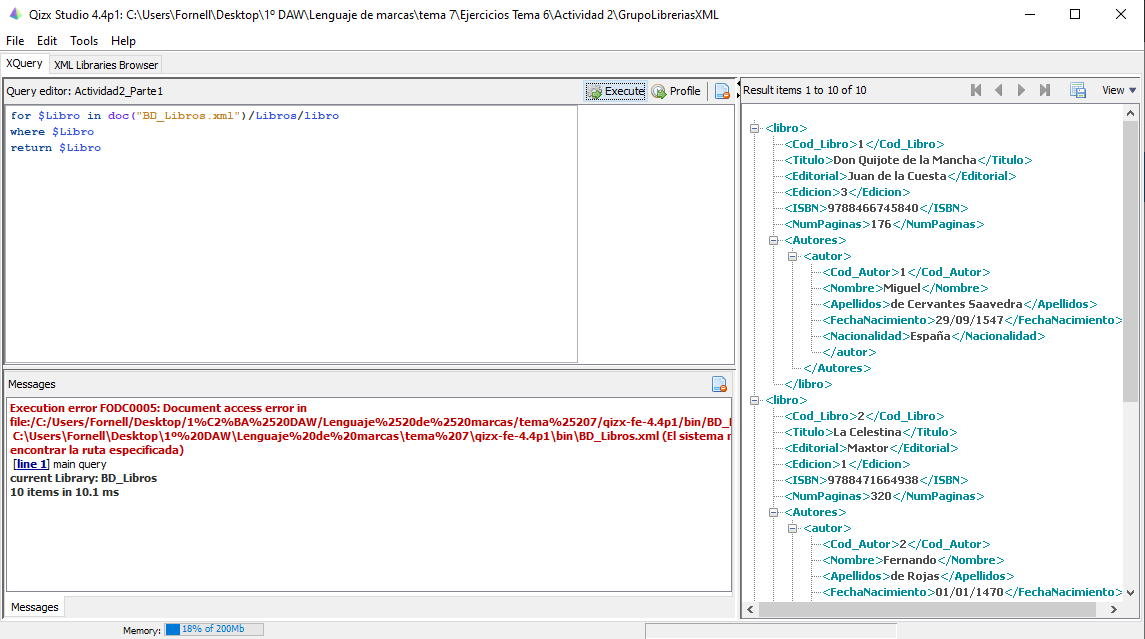 Qizx Studio 4.4p1: C:\Users\Fornell\Desktop\1º DAW\Lenguaje de marcas\tema 7\Ejercicios Tema 6\Actividad 2\GrupoLibreriasXML
File Edit Tools Help
XQuery XML Libraries Browser
Query editor: Actividad2_Parte1 Execute Profile
for $Libro in doc("BD_Libros.xml")/Libros/libro
where $Libro
return $Libro
Messages
Execution error FODC0005: Document access error in
file:/C:/Users/Fornell/Desktop/1%C2%BA%2520DAW/Lenguaje%2520de%2520marcas/tema%25207/qizx-fe-4.4p1/bin/BD_
C:\Users\Fornell\Desktop\1º%20DAW\Lenguaje%20de%20marcas\tema%207\qizx-fe-4.4p1\bin\BD_Libros.xml (El sistema
encontrar la ruta especificada)
[line 1] main query
current Library: BD_Libros
10 items in 10.1 ms
Messages
Memory: 18% of 200Mb
Result items 1 to 10 of 10 View
<libro>
<Cod_Libro>1</Cod_Libro>
<Titulo>Don Quijote de la Mancha</Titulo>
<Editorial>Juan de la Cuesta</Editorial>
<Edicion>3</Edicion>
<ISBN>9788466745840</ISBN>
<NumPaginas>176</NumPaginas>
<Autores>
<autor>
<Cod_Autor>1</Cod_Autor>
<Nombre>Miguel</Nombre>
<Apellidos>de Cervantes Saavedra</Apellidos>
<FechaNacimiento>29/09/1547</FechaNacimiento>
<Nacionalidad>España</Nacionalidad>
</autor>
</Autores>
</libro>
<libro>
<Cod_Libro>2</Cod_Libro>
<Titulo>La Celestina</Titulo>
<Editorial>Maxtor</Editorial>
<Edicion>1</Edicion>
<ISBN>9788471664938</ISBN>
<NumPaginas>320</NumPaginas>
<Autores>
<autor>
<Cod_Autor>2</Cod_Autor>
<Nombre>Fernando</Nombre>
<Apellidos>de Rojas</Apellidos>
<FechaNacimiento>01/01/1470</FechaNacimiento>